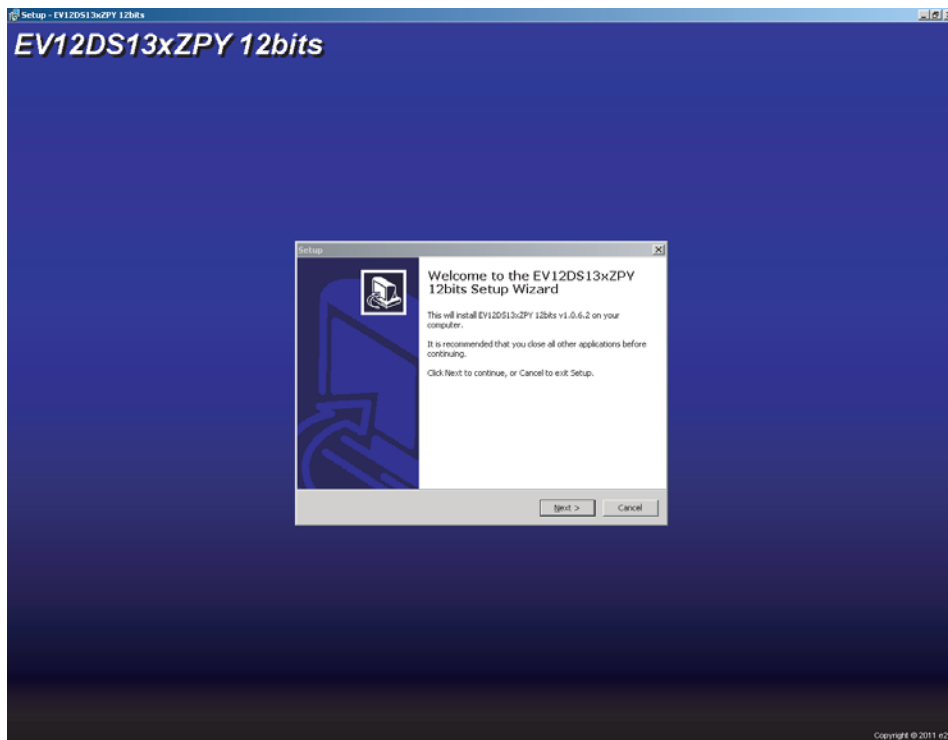 Setup - EV12DS13xZPY 12bits
EV12DS13xZPY 12bits
Setup
Welcome to the EV12DS13xZPY
12bits Setup Wizard
This will install EV12DS13xZPY 12bits v1.0.6.2 on your
computer.
It is recommended that you close all other applications before
continuing.
Click Next to continue, or Cancel to exit Setup.
Next >
Cancel
Copyright © 2011 e2